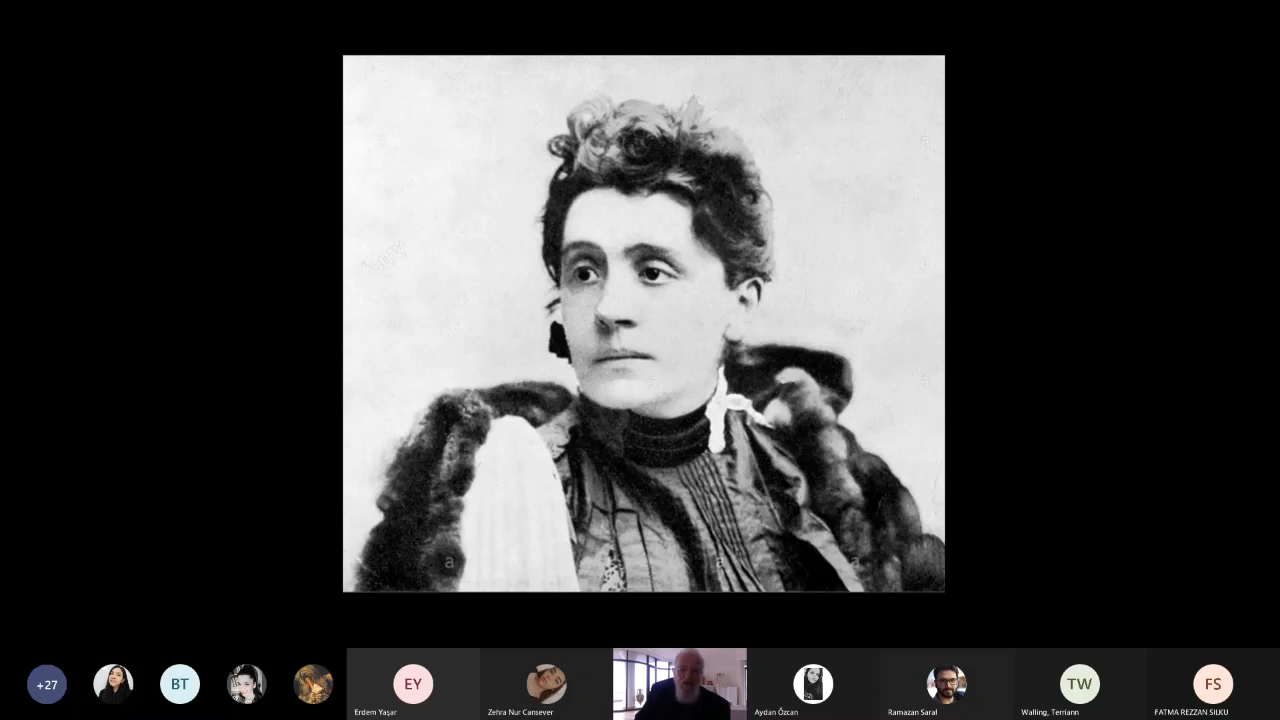 +27
BT
EY
TW
FS
Erdem Yaşar
Zehra Nur Cansever
Aydan Özcan
Ramazan Saral
Walling, Terriann
FATMA REZZAN SILKU
a
a
a